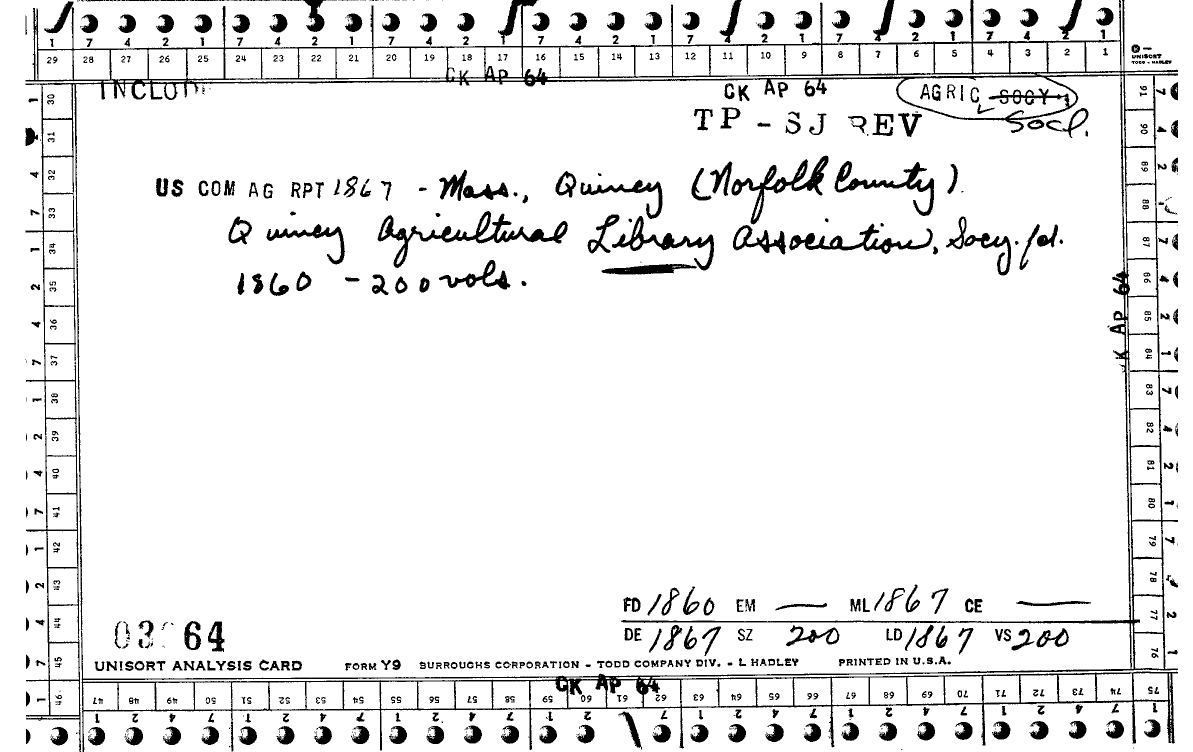 1 7 4 2 1 7 4 2 1 7 4 2 1 7 4 2 1 7 4 2 1 7 4 2 1 7 4 2 1
29 28 27 26 25 24 23 22 21 20 19 18 17 16 15 14 13 12 11 10 9 8 7 6 5 4 3 2 1
UNISORT
TODD - HADLEY
CK AP 64
CK AP 64
AGRIC SOCY.
Socl.
TP - SJ REV
US COM AG RPT 1867 - Mass., Quincy (Norfolk County).
Quincy Agricultural Library Association, Socy. fd.
1860 - 200 vols.
30 31 32 33 34 35 36 37 38 39 40 41 42 43 44 45 46
91 90 89 88 87 86 85 84 83 82 81 80 79 78 77 76
AP 64
FD 1860 EM — ML 1867 CE —
DE 1867 SZ 200 LD 1867 VS 200
64
UNISORT ANALYSIS CARD FORM Y9 BURROUGHS CORPORATION - TODD COMPANY DIV. - L HADLEY PRINTED IN U.S.A.
CK AP 64
47 48 49 50 51 52 53 54 55 56 57 58 59 60 61 62 63 64 65 66 67 68 69 70 71 72 73 74 75